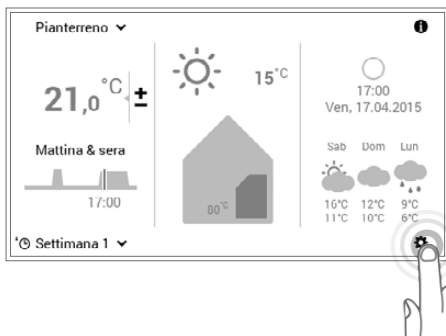 Pianterreno
21,0 °C ±
Mattina & sera
17:00
Settimana 1
15°C
00°C
17:00
Ven, 17.04.2015
Sab Dom Lun
16°C 12°C 9°C
11°C 10°C 6°C